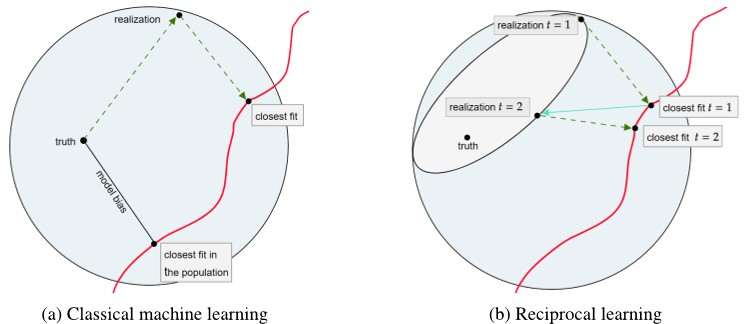 realization
closest fit
truth
model bias
closest fit in
the population
(a) Classical machine learning
realization t = 1
realization t = 2
closest fit t = 1
closest fit t = 2
truth
(b) Reciprocal learning